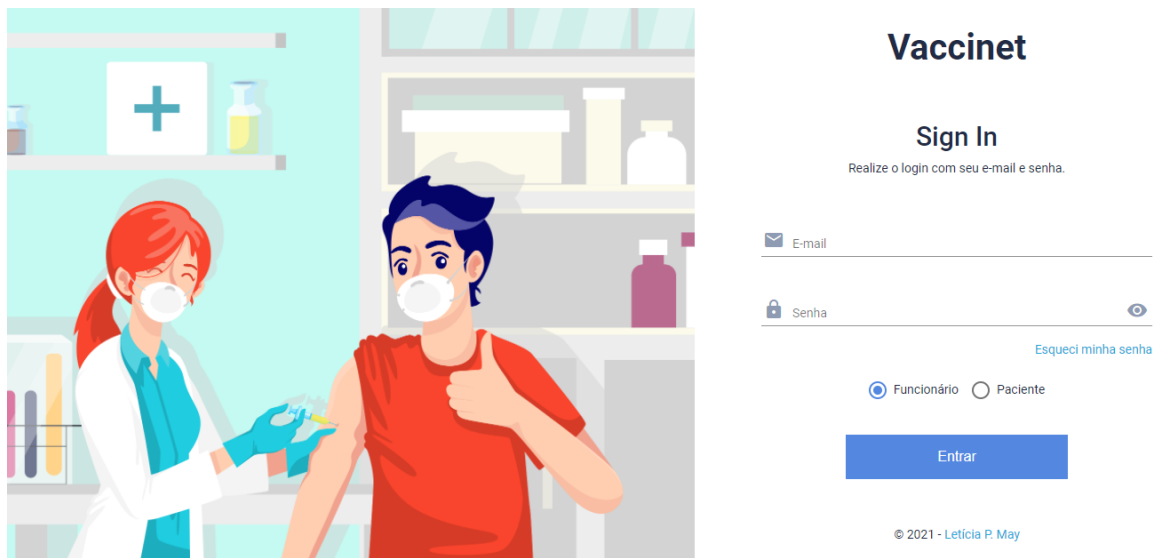 Vaccinet
Sign In
Realize o login com seu e-mail e senha.
E-mail
Senha
Esqueci minha senha
Funcionário Paciente
Entrar
© 2021 - Letícia P. May